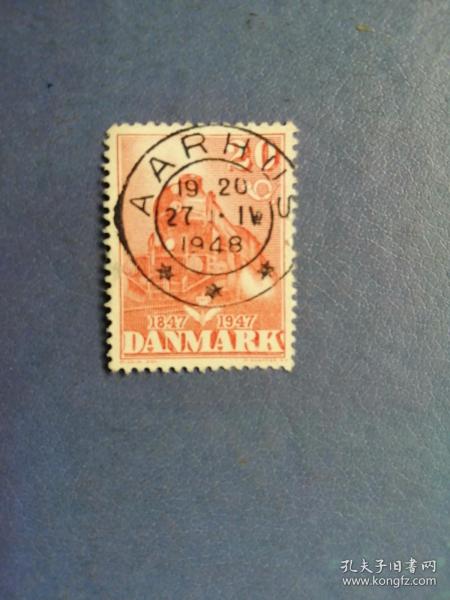 AARHUS
20
19 20
27 · IV
1948
1847 1947
DANMARK
孔夫子旧书网
www.kongfz.com